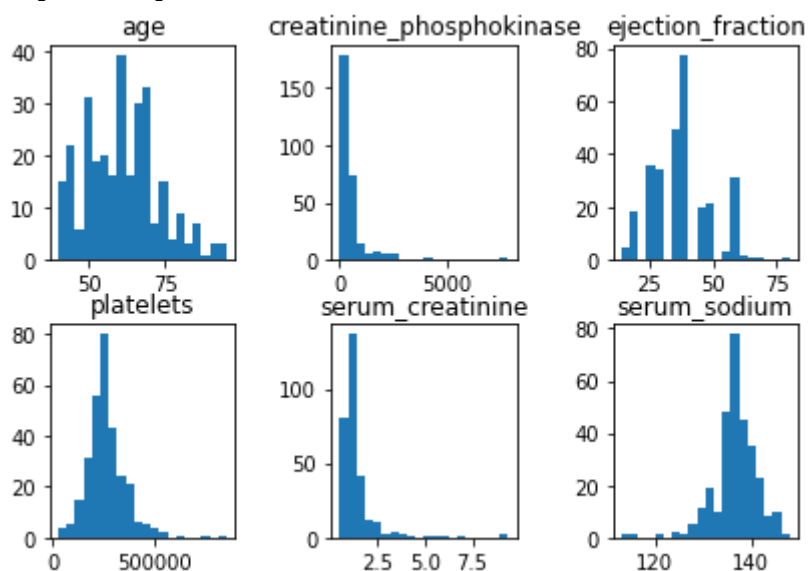 age creatinine_phosphokinase ejection_fraction
40 30 20 10 0
150 100 50 0
80 60 40 20 0
50 75
0 5000
25 50 75
platelets serum_creatinine serum_sodium
80 60 40 20 0
100 50 0
80 60 40 20 0
0 500000
2.5 5.0 7.5
120 140